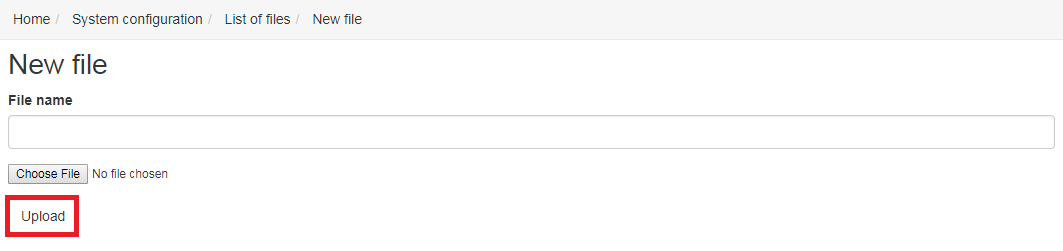 Home / System configuration / List of files / New file
New file
File name
Choose File No file chosen
Upload